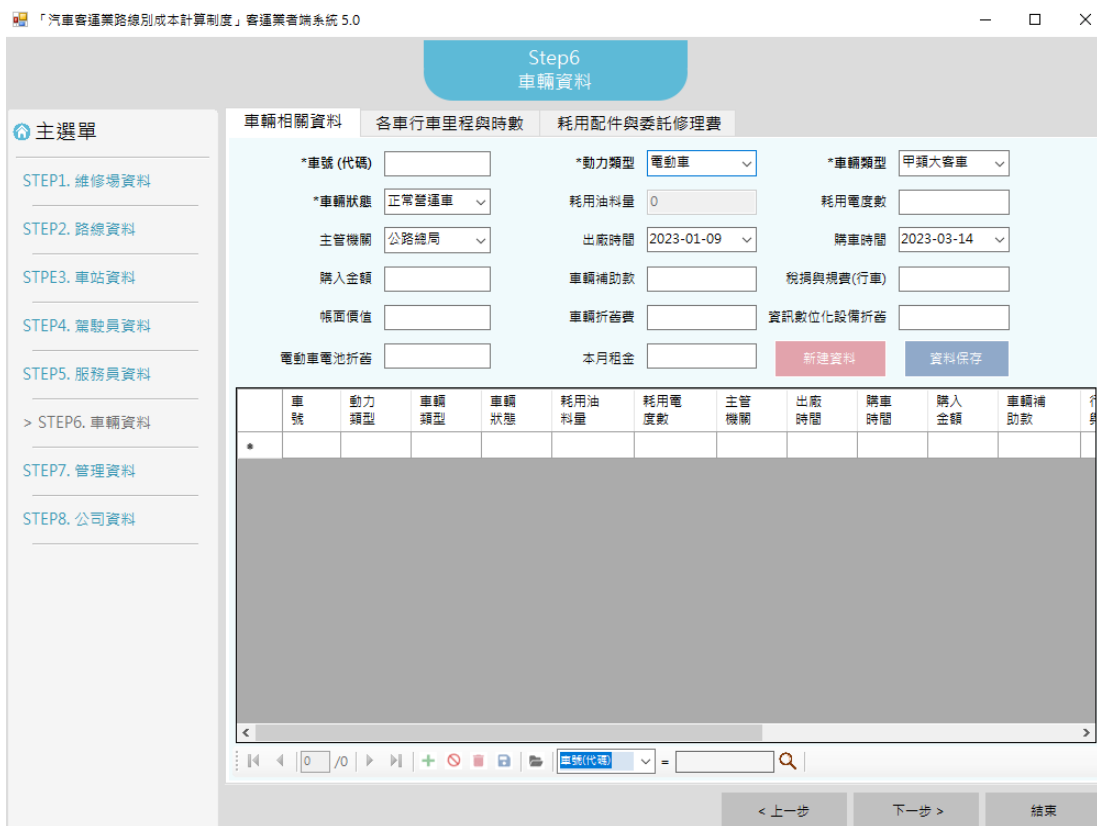 「汽車客運業路線別成本計算制度」客運業者端系統 5.0
Step6
車輛資料
主選單
STEP1. 維修場資料
STEP2. 路線資料
STPE3. 車站資料
STEP4. 駕駛員資料
STEP5. 服務員資料
> STEP6. 車輛資料
STEP7. 管理資料
STEP8. 公司資料
車輛相關資料 各車行車里程與時數 耗用配件與委託修理費
*車號 (代碼) *動力類型 電動車 *車輛類型 甲類大客車
*車輛狀態 正常營運車 耗用油料量 0 耗用電度數
主管機關 公路總局 出廠時間 2023-01-09 購車時間 2023-03-14
購入金額 車輛補助款 稅捐與規費(行車)
帳面價值 車輛折舊費 資訊數位化設備折舊
電動車電池折舊 本月租金 新建資料 資料保存
車號 動力類型 車輛類型 車輛狀態 耗用油料量 耗用電度數 主管機關 出廠時間 購車時間 購入金額 車輛補助款
0 /0 車號(代碼) =
< 上一步 下一步 > 結束